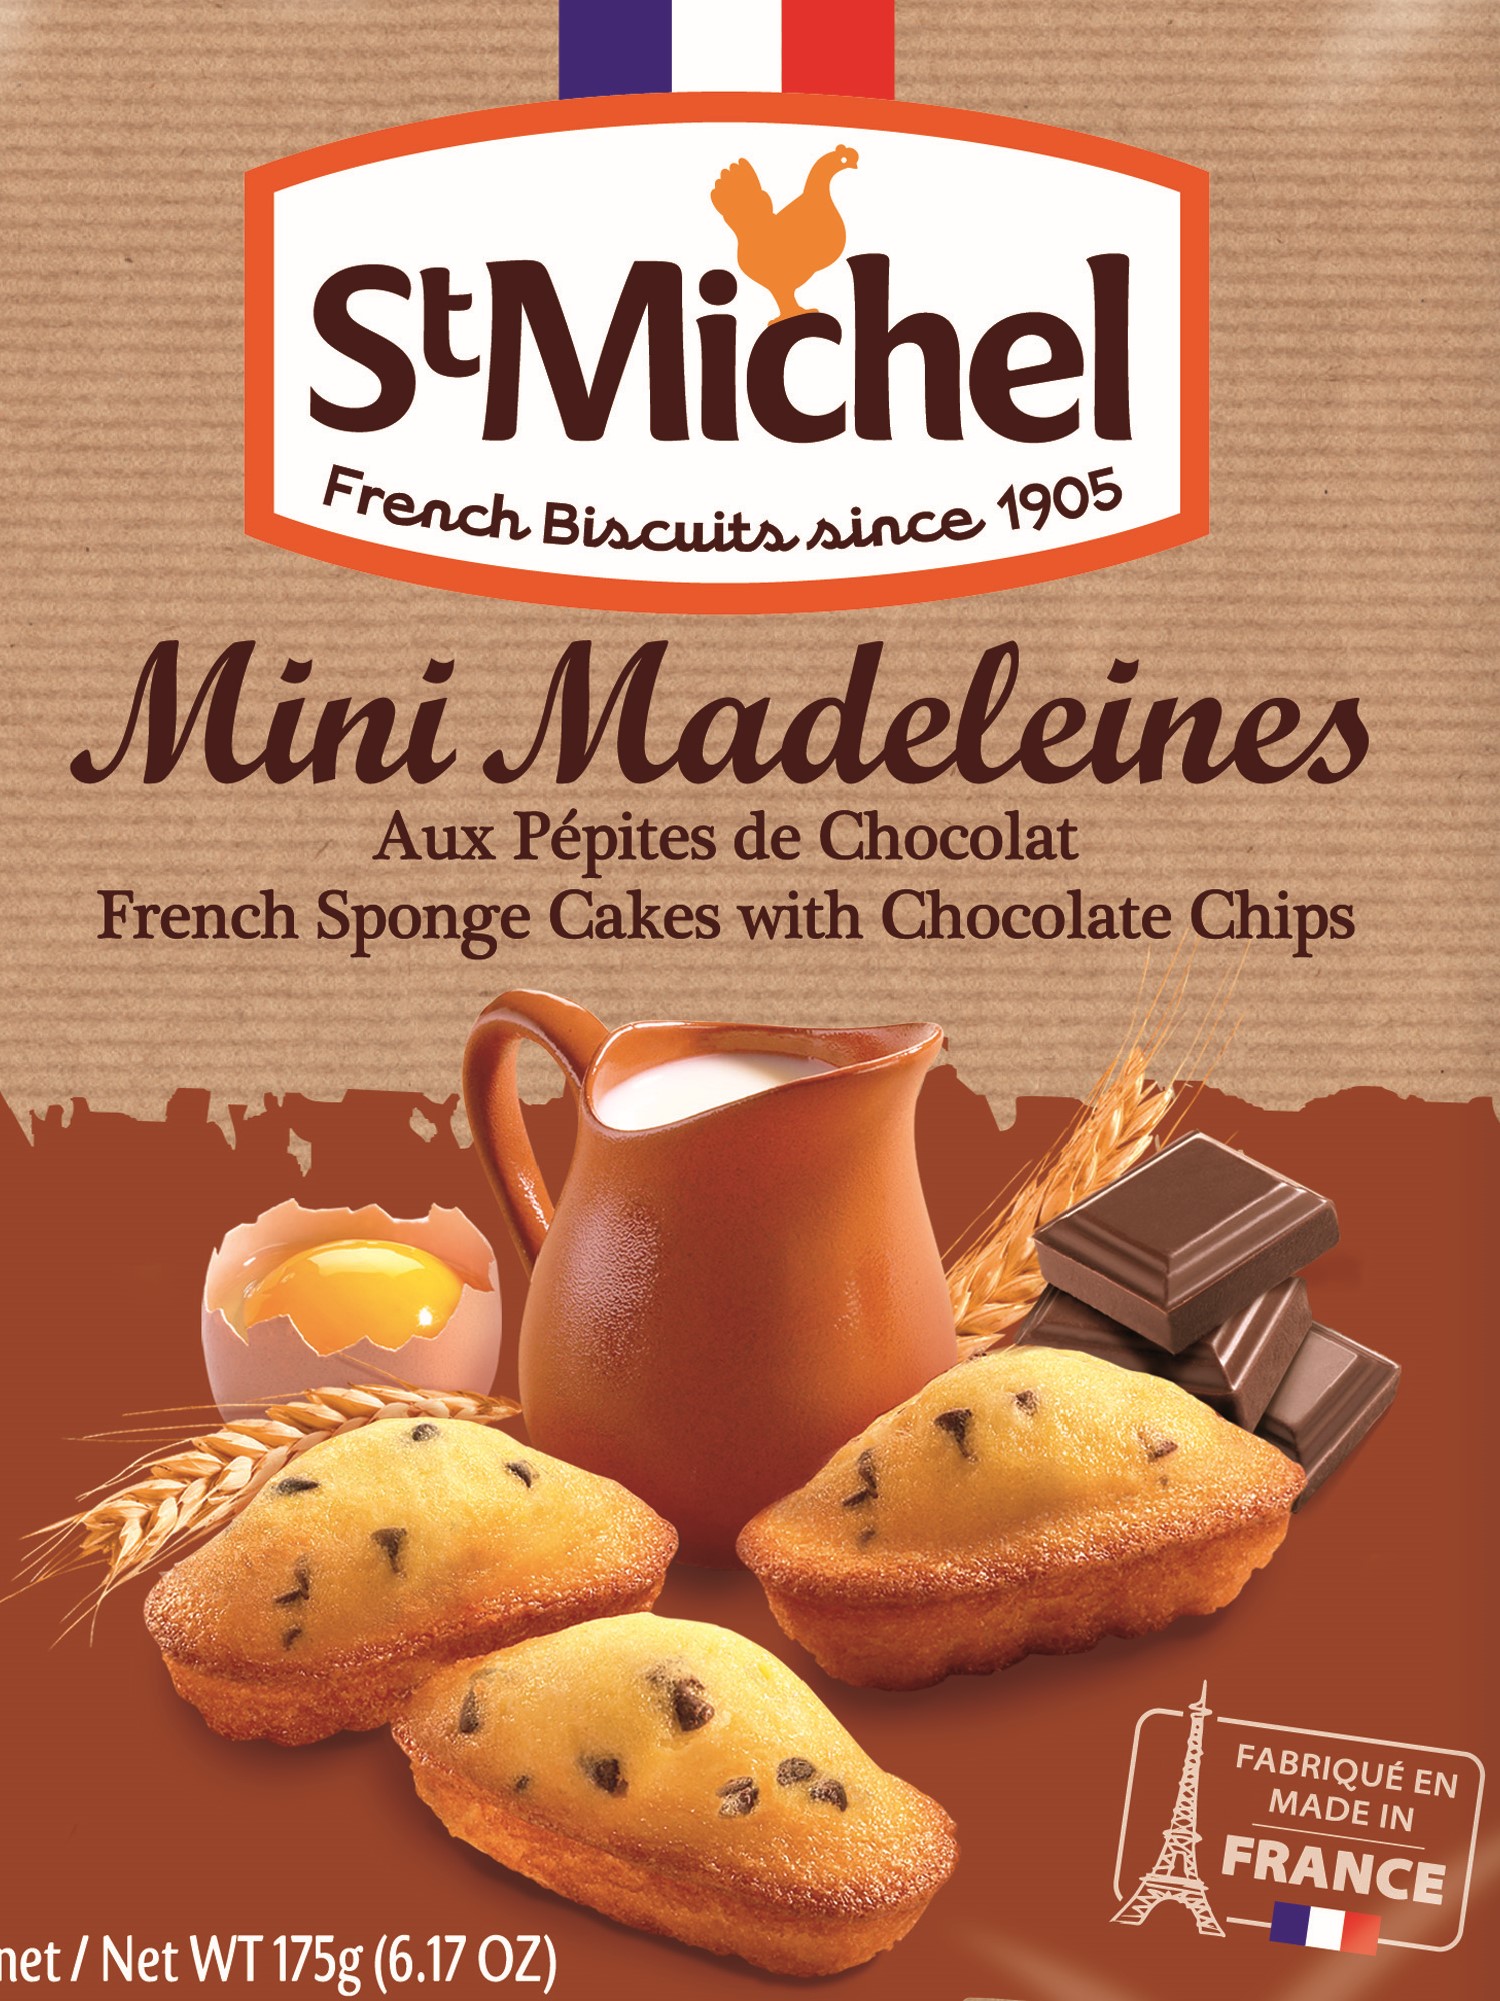 StMichel
French Biscuits since 1905
Mini Madeleines
Aux Pépites de Chocolat
French Sponge Cakes with Chocolate Chips
FABRIQUÉ EN
MADE IN
FRANCE
net / Net WT 175g (6.17 OZ)